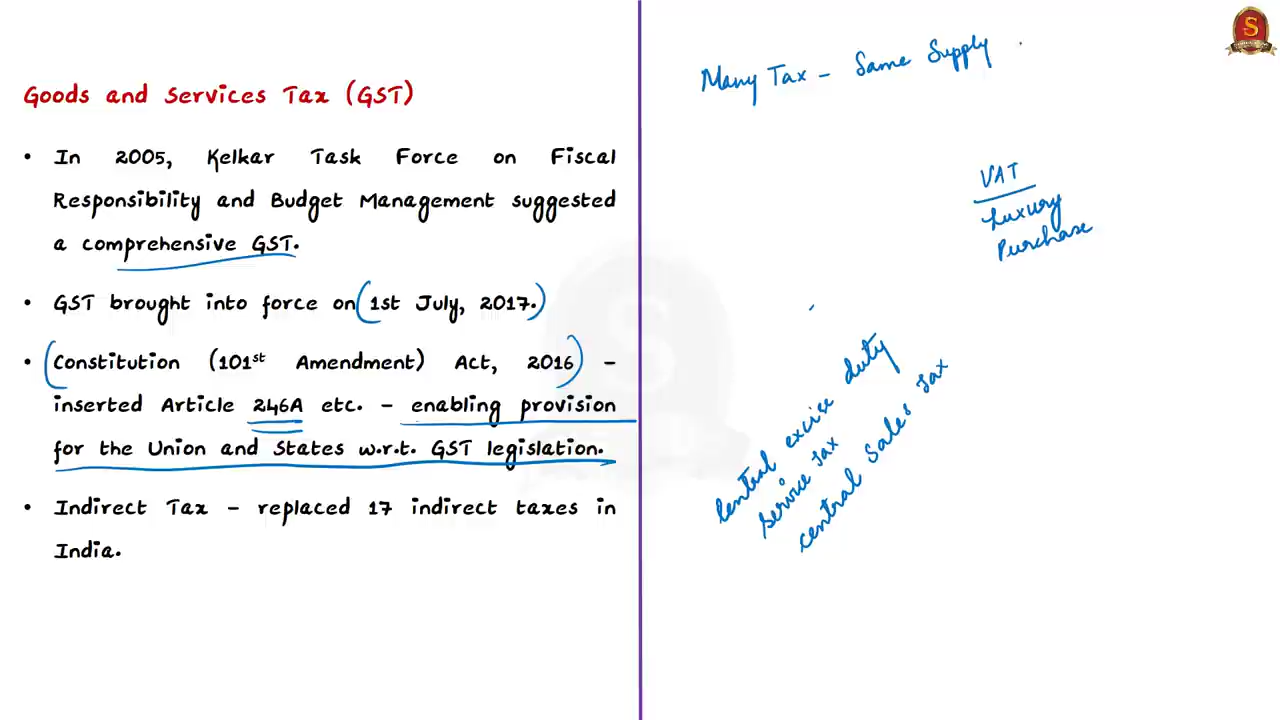 Goods and Services Tax (GST)
• In 2005, Kelkar Task Force on Fiscal
Responsibility and Budget Management suggested
a comprehensive GST.
• GST brought into force on (1st July, 2017.)
• (Constitution (101st Amendment) Act, 2016) –
inserted Article 246A etc. – enabling provision
for the Union and States w.r.t. GST legislation.
• Indirect Tax – replaced 17 indirect taxes in
India.
Many Tax – Same Supply
VAT
Luxury
Purchase
Central excise duty
Service Tax
Central Sales Tax
S